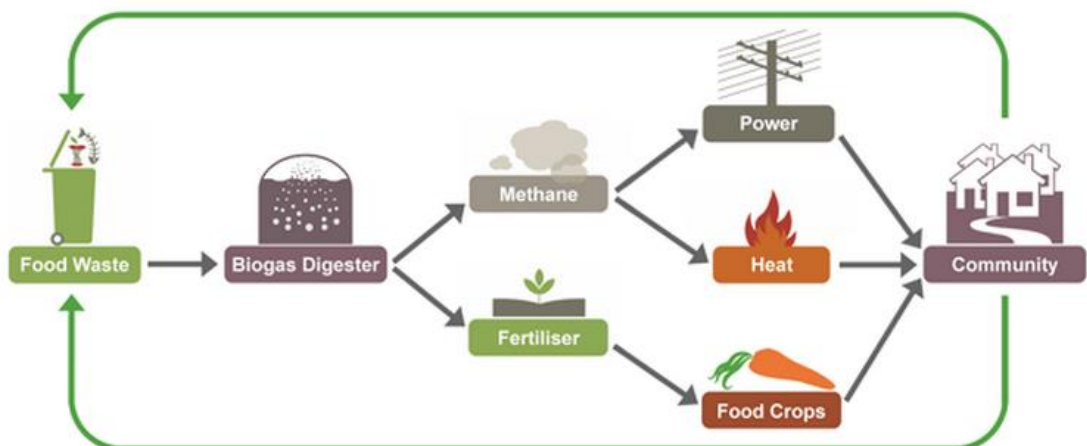 Power
Methane
Food Waste
Biogas Digester
Heat
Community
Fertiliser
Food Crops